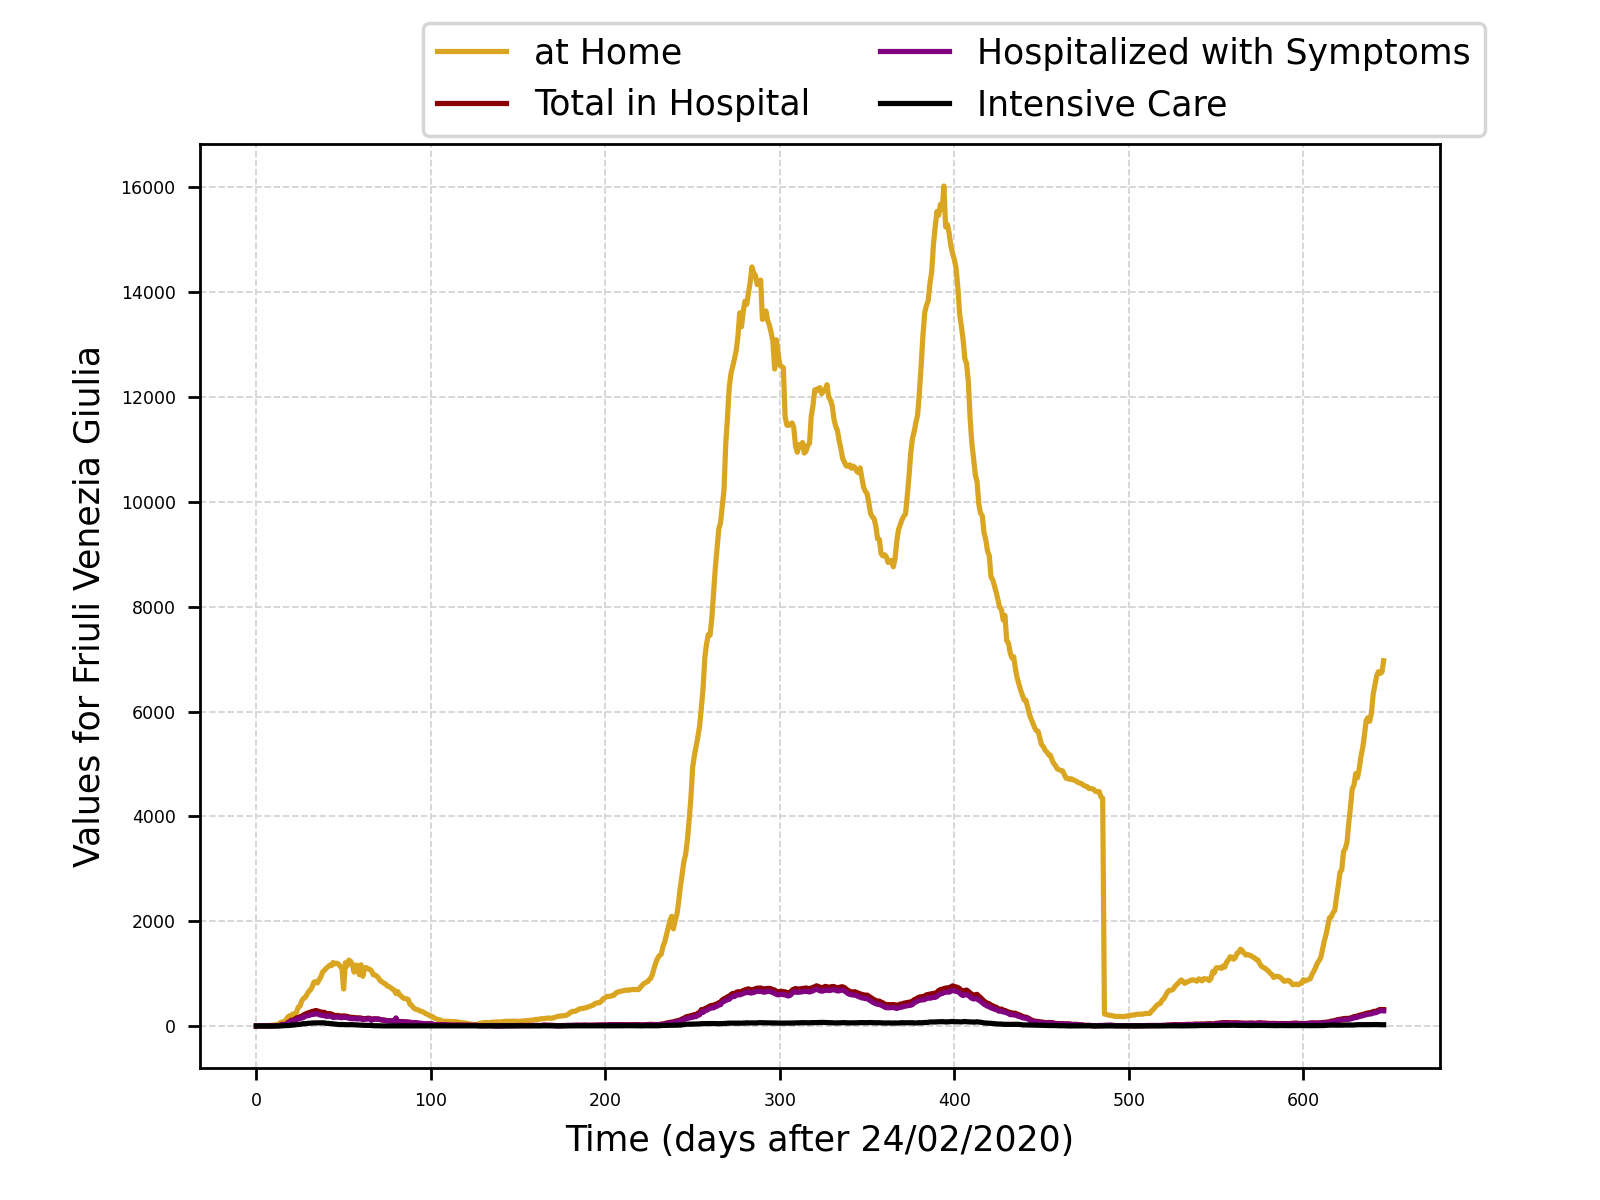 at Home
Total in Hospital
Hospitalized with Symptoms
Intensive Care
Values for Friuli Venezia Giulia
16000
14000
12000
10000
8000
6000
4000
2000
0
0 100 200 300 400 500 600
Time (days after 24/02/2020)